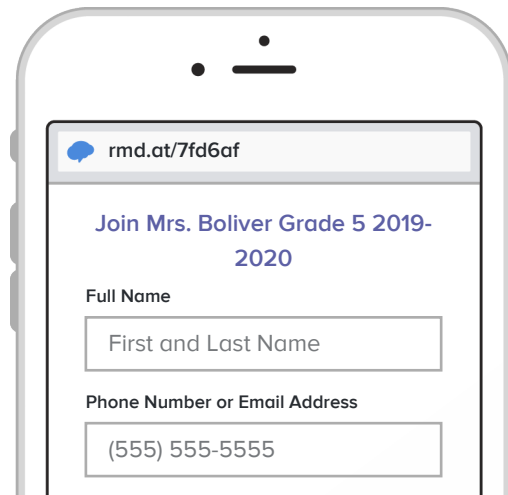 rmd.at/7fd6af
Join Mrs. Boliver Grade 5 2019-
2020
Full Name
First and Last Name
Phone Number or Email Address
(555) 555-5555